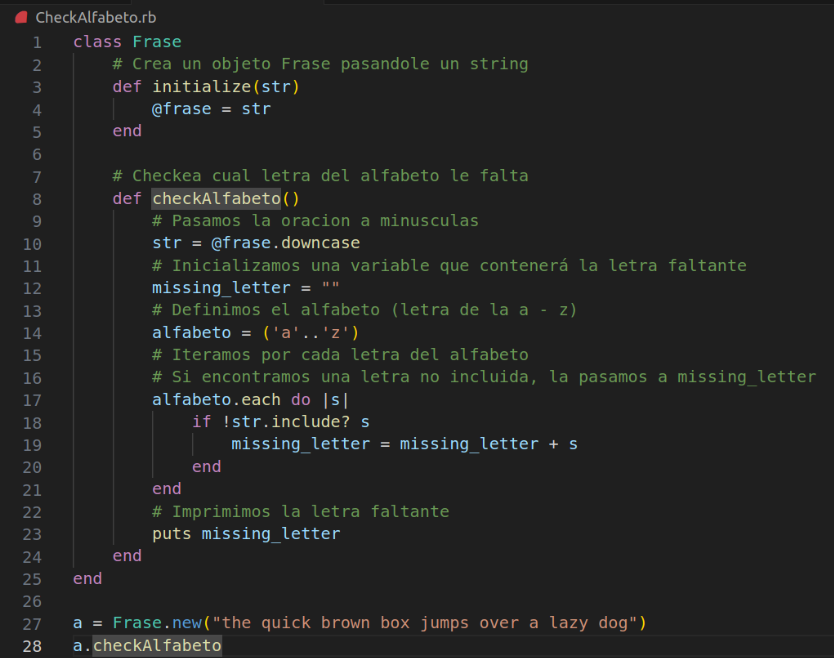 CheckAlfabeto.rb
1 class Frase
2     # Crea un objeto Frase pasandole un string
3     def initialize(str)
4         @frase = str
5     end
6
7     # Checkea cual letra del alfabeto le falta
8     def checkAlfabeto()
9         # Pasamos la oracion a minusculas
10         str = @frase.downcase
11         # Inicializamos una variable que contenerá la letra faltante
12         missing_letter = ""
13         # Definimos el alfabeto (letra de la a - z)
14         alfabeto = ('a'..'z')
15         # Iteramos por cada letra del alfabeto
16         # Si encontramos una letra no incluida, la pasamos a missing_letter
17         alfabeto.each do |s|
18             if !str.include? s
19                 missing_letter = missing_letter + s
20             end
21         end
22         # Imprimimos la letra faltante
23         puts missing_letter
24     end
25 end
26
27 a = Frase.new("the quick brown box jumps over a lazy dog")
28 a.checkAlfabeto